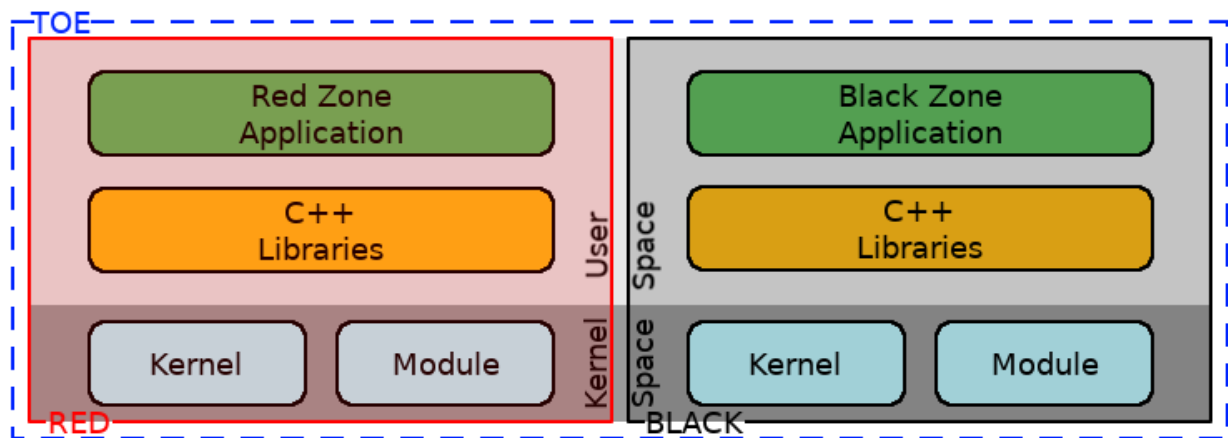 TOE
Red Zone
Application
Black Zone
Application
C++
Libraries
C++
Libraries
User
Space
Kernel
Module
Kernel
Space
Kernel
Module
RED
BLACK